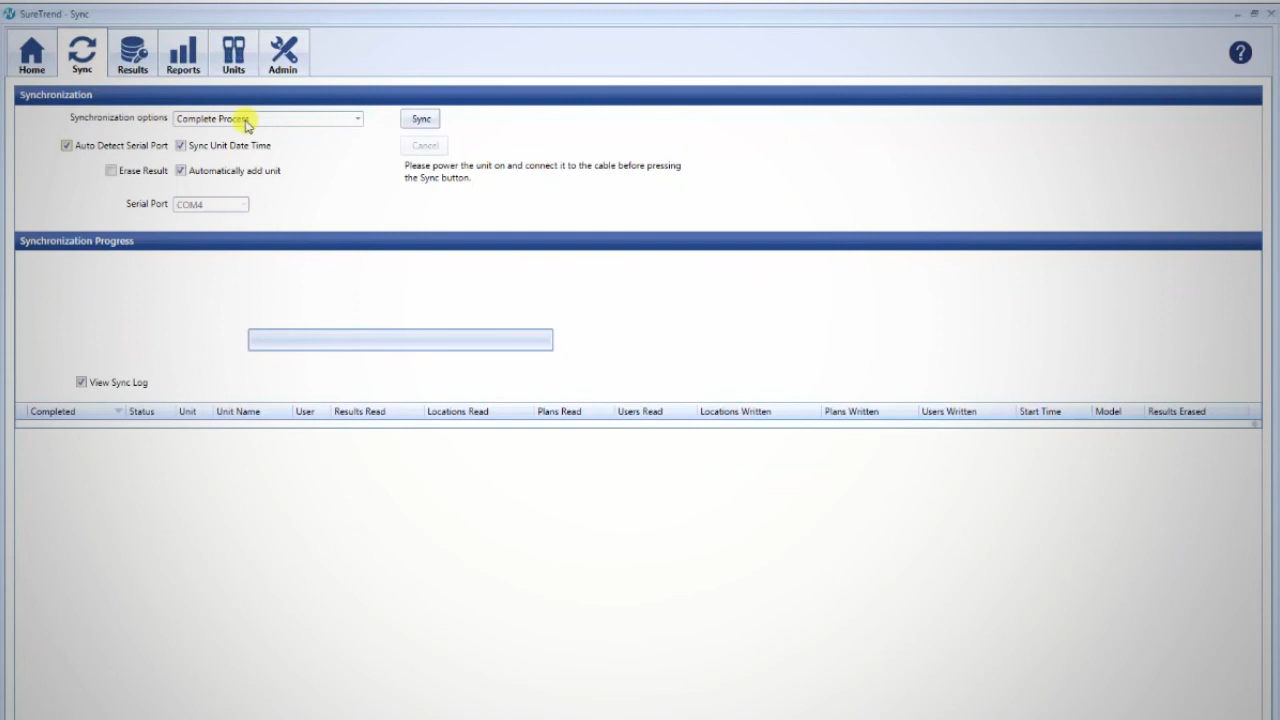 SureTrend - Sync
Home Sync Results Reports Units Admin
?
Synchronization
Synchronization options Complete Process Sync
Auto Detect Serial Port Sync Unit Date Time Cancel
Erase Result Automatically add unit Please power the unit on and connect it to the cable before pressing
the Sync button.
Serial Port COM4
Synchronization Progress
View Sync Log
Completed Status Unit Unit Name User Results Read Locations Read Plans Read Users Read Locations Written Plans Written Users Written Start Time Model Results Erased